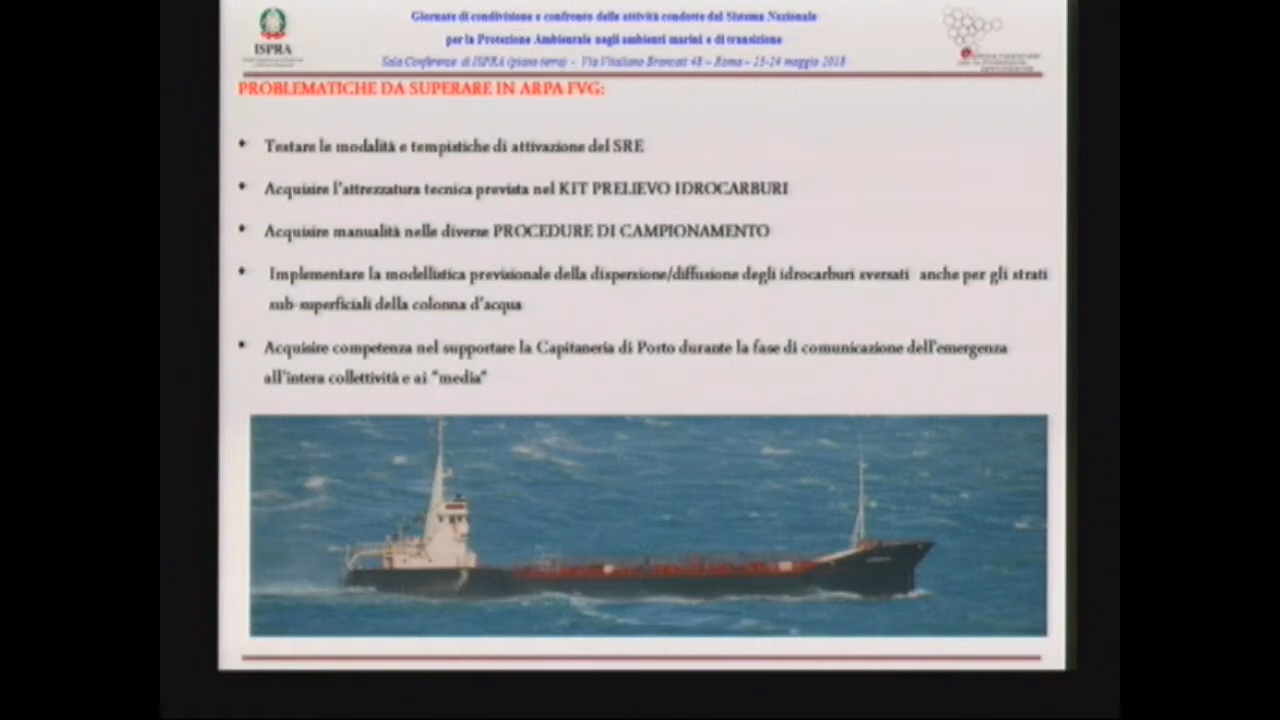 Giornate di condivisione e confronto delle attività condotte dal Sistema Nazionale
per la Protezione Ambientale negli ambienti marini e di transizione
Sala Conferenze di ISPRA (piano terra) - Via Vitaliano Brancati 48 - Roma - 23-24 maggio 2018
ISPRA
PROBLEMATICHE DA SUPERARE IN ARPA FVG:
• Testare le modalità e tempistiche di attivazione del SRE
• Acquisire l'attrezzatura tecnica prevista nel KIT PRELIEVO IDROCARBURI
• Acquisire manualità nelle diverse PROCEDURE DI CAMPIONAMENTO
• Implementare la modellistica previsionale della dispersione/diffusione degli idrocarburi sversati anche per gli strati
sub-superficiali della colonna d'acqua
• Acquisire competenza nel supportare la Capitaneria di Porto durante la fase di comunicazione dell'emergenza
all'intera collettività e ai "media"